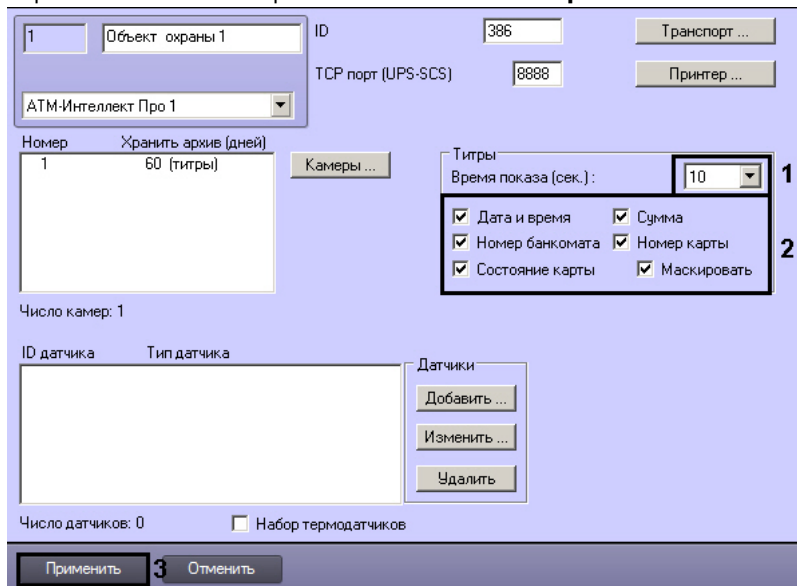 1 Объект охраны 1
ID 386 Транспорт ...
TCP порт (UPS-SCS) 8888 Принтер ...
АТМ-Интеллект Про 1
Номер Хранить архив (дней)
1 60 (титры)
Камеры ...
Титры
Время показа (сек.) : 10 1
Дата и время Сумма
Номер банкомата Номер карты 2
Состояние карты Маскировать
Число камер: 1
ID датчика Тип датчика
Датчики
Добавить ...
Изменить ...
Удалить
Число датчиков: 0 Набор термодатчиков
Применить 3 Отменить